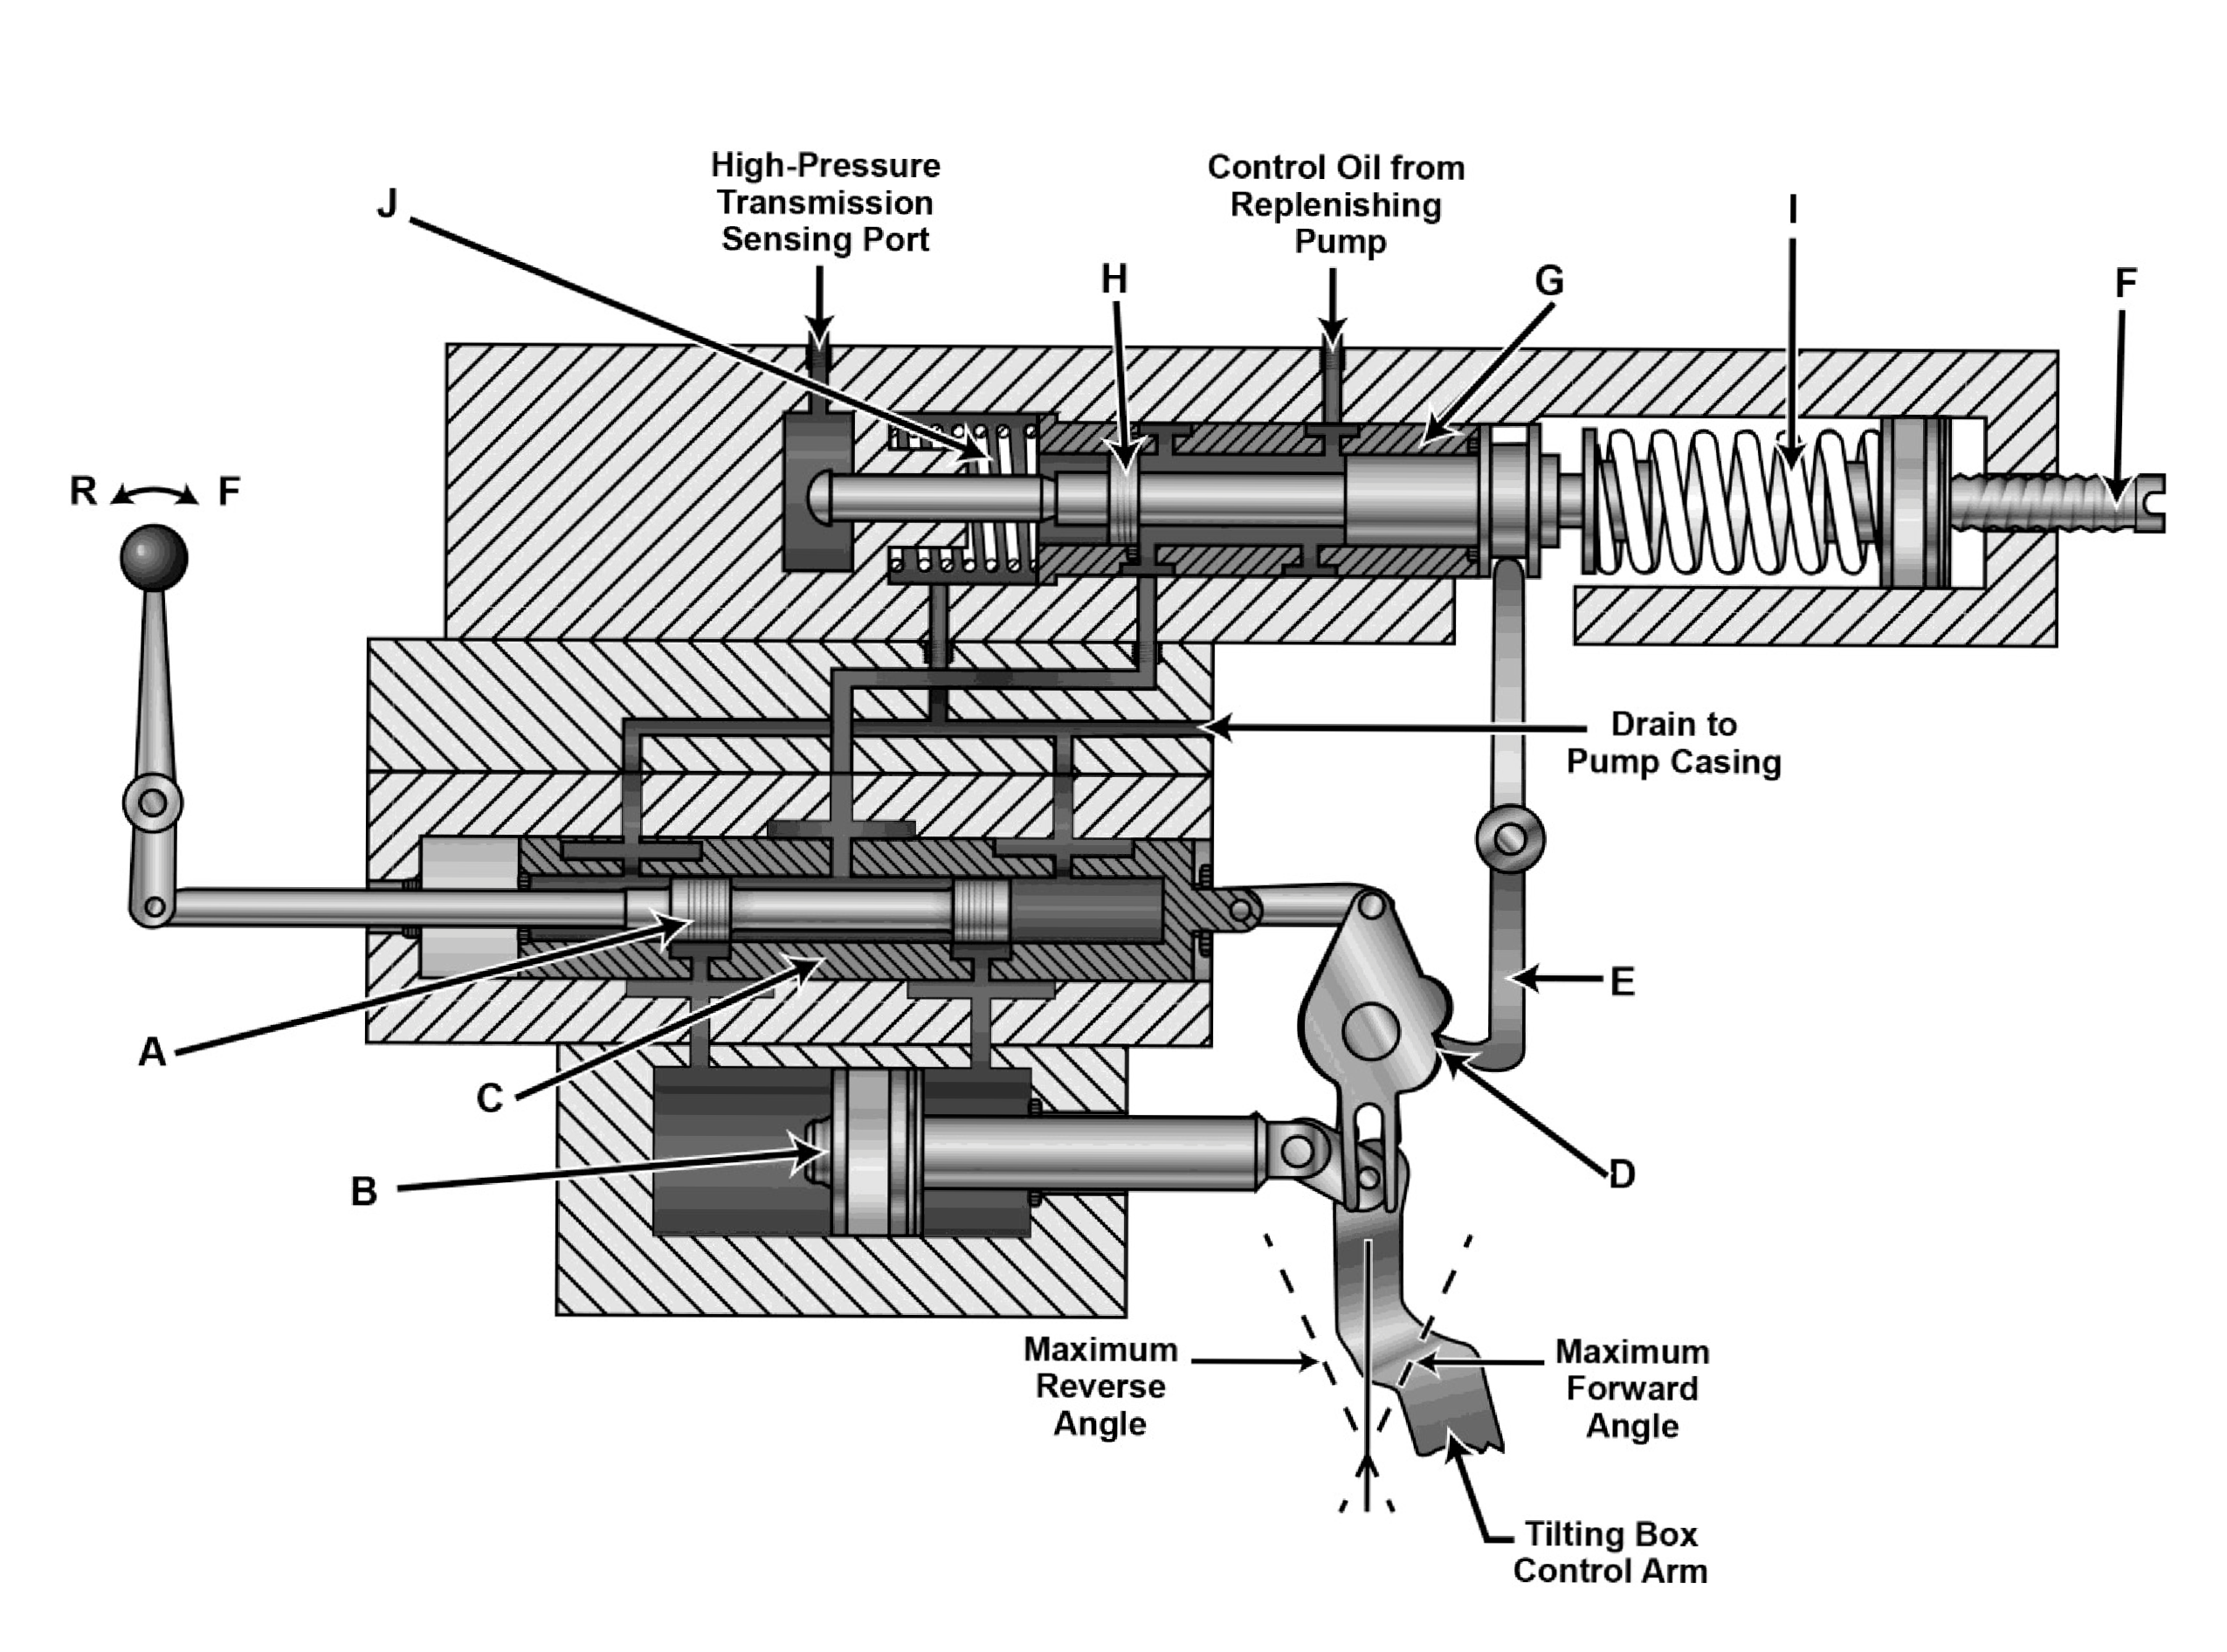 High-Pressure
Transmission
Sensing Port
Control Oil from
Replenishing
Pump
J
H
G
I
F
R
F
Drain to
Pump Casing
E
A
C
B
D
Maximum
Reverse
Angle
Maximum
Forward
Angle
Tilting Box
Control Arm